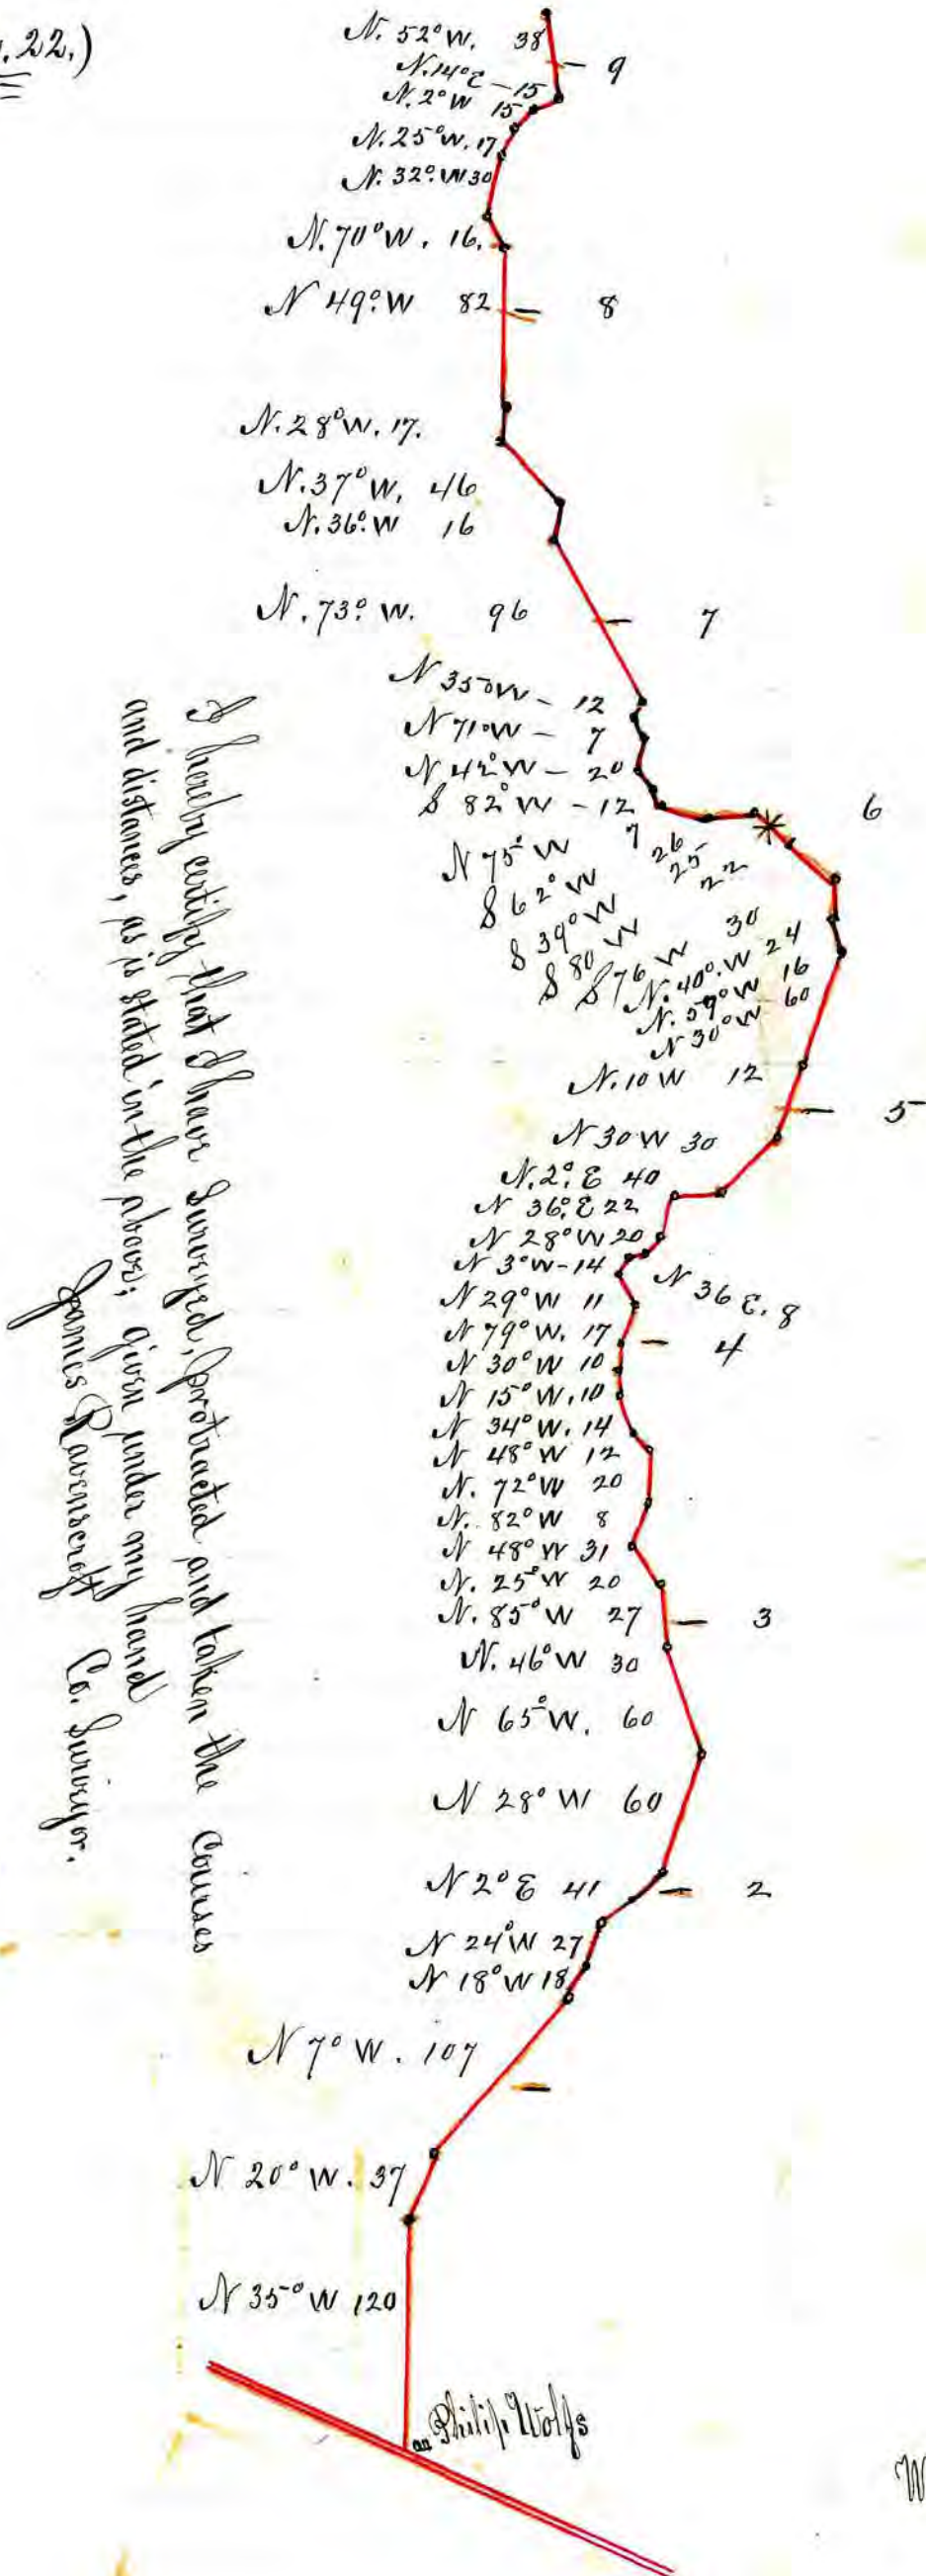 . 22.)
N. 52° W. 38
9
N. 14° E - 15
N. 2° W 15
N. 25° W. 17
N. 32° W 30
N. 70° W. 16.
N 49° W 82
8
N. 28° W. 17.
N. 37° W. 46
N. 36° W 16
N. 73° W. 96
7
N 35° W - 12
N 71° W - 7
N 42° W - 20
S 82° W - 12
6
N 75° W 7
S 62° W 26
S 39° W 25
S 80 W 22
S 76 W 30
N. 40° W 24
N. 59° W 16
N 30° W 60
N. 10 W 12
5
N 30 W 30
N. 2° E 40
N 36° E 22
N 28° W 20
N 3° W - 14
N 36 E. 8
N 29° W 11
N 79° W. 17
4
N 30° W 10
N 15° W. 10
N 34° W. 14
N 48° W 12
N. 72° W 20
N. 82° W 8
N 48° W 31
N. 25° W 20
N. 85° W 27
3
N. 46° W 30
N 65° W. 60
N 28° W 60
N 2° E 41
2
N 24° W 27
N 18° W 18
N 7° W. 107
N 20° W. 37
N 35° W 120
Philip Wolfs
W
I hereby certify that I have Surveyed, protracted and taken the Courses
and distances, as is stated in the above; given under my hand
James Ravenscroft Co. Surveyor.